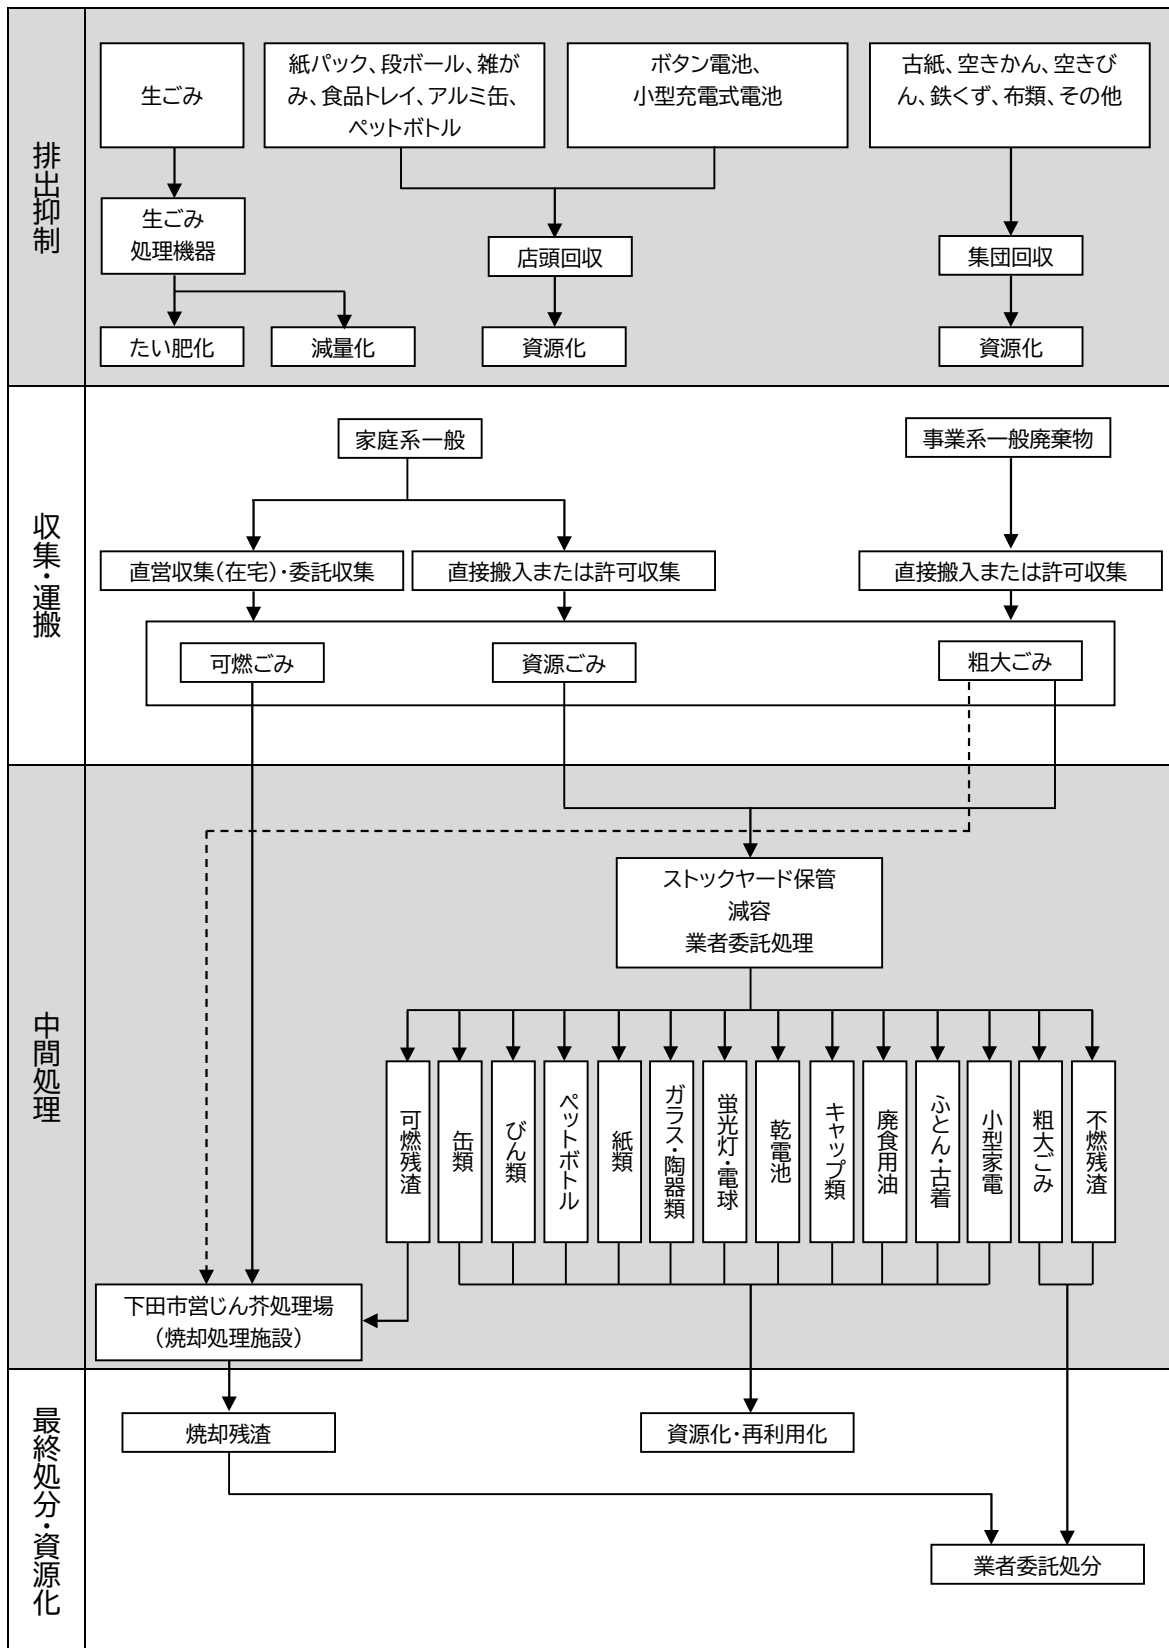 排出抑制
生ごみ
紙パック、段ボール、雑が
み、食品トレイ、アルミ缶、
ペットボトル
ボタン電池、
小型充電式電池
古紙、空きかん、空きび
ん、鉄くず、布類、その他
生ごみ
処理機器
店頭回収
集団回収
たい肥化
減量化
資源化
資源化
収集・運搬
家庭系一般
事業系一般廃棄物
直営収集(在宅)・委託収集
直接搬入または許可収集
直接搬入または許可収集
可燃ごみ
資源ごみ
粗大ごみ
中間処理
ストックヤード保管
減容
業者委託処理
可燃残渣
缶類
びん類
ペットボトル
紙類
ガラス・陶器類
蛍光灯・電球
乾電池
キャップ類
廃食用油
ふとん・古着
小型家電
粗大ごみ
不燃残渣
下田市営じん芥処理場
(焼却処理施設)
最終処分・資源化
焼却残渣
資源化・再利用化
業者委託処分